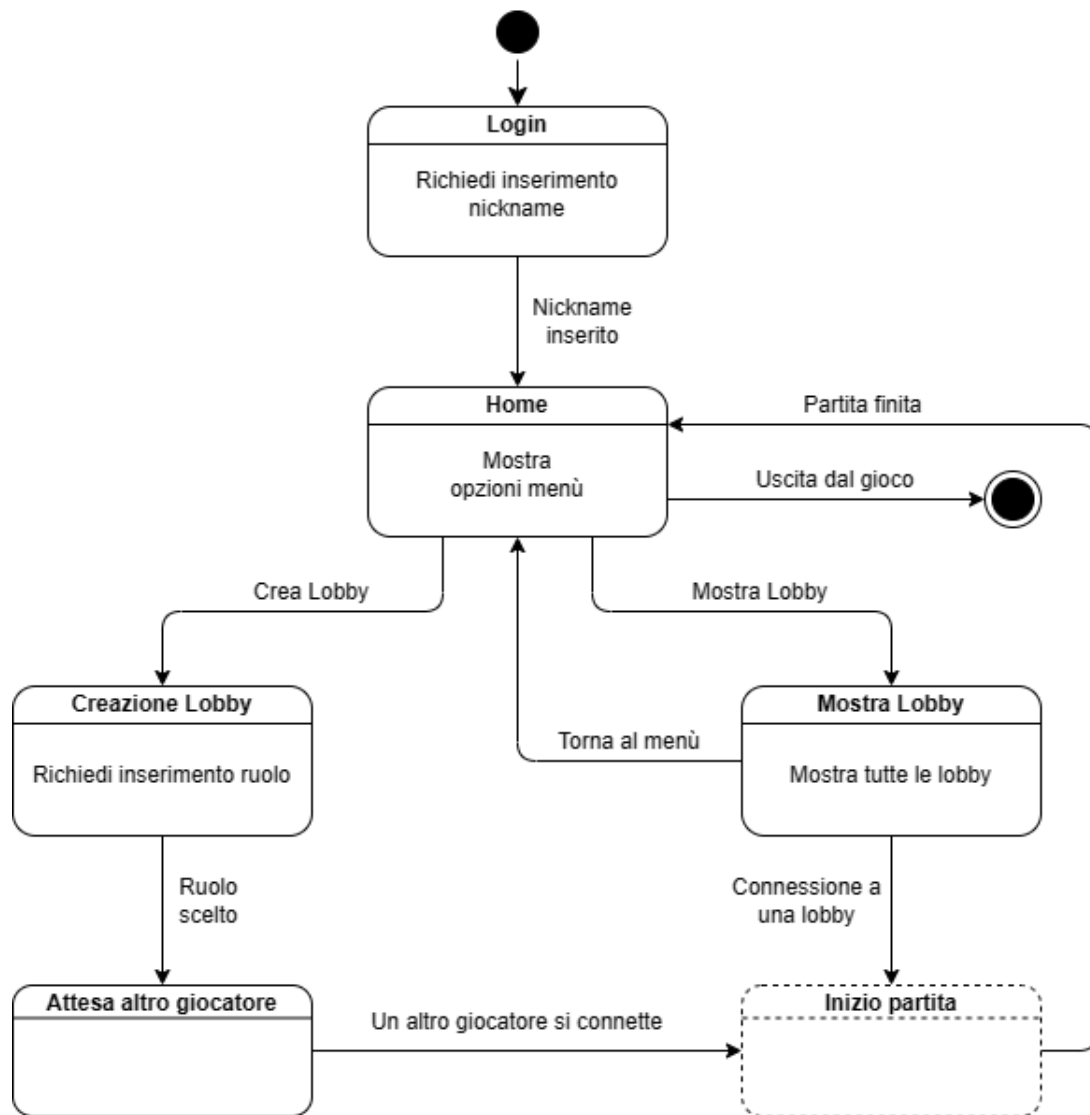 Login
Richiedi inserimento
nickname
Nickname
inserito
Home
Mostra
opzioni menù
Partita finita
Uscita dal gioco
Crea Lobby
Mostra Lobby
Creazione Lobby
Richiedi inserimento ruolo
Torna al menù
Mostra Lobby
Mostra tutte le lobby
Ruolo
scelto
Connessione a
una lobby
Attesa altro giocatore
Un altro giocatore si connette
Inizio partita